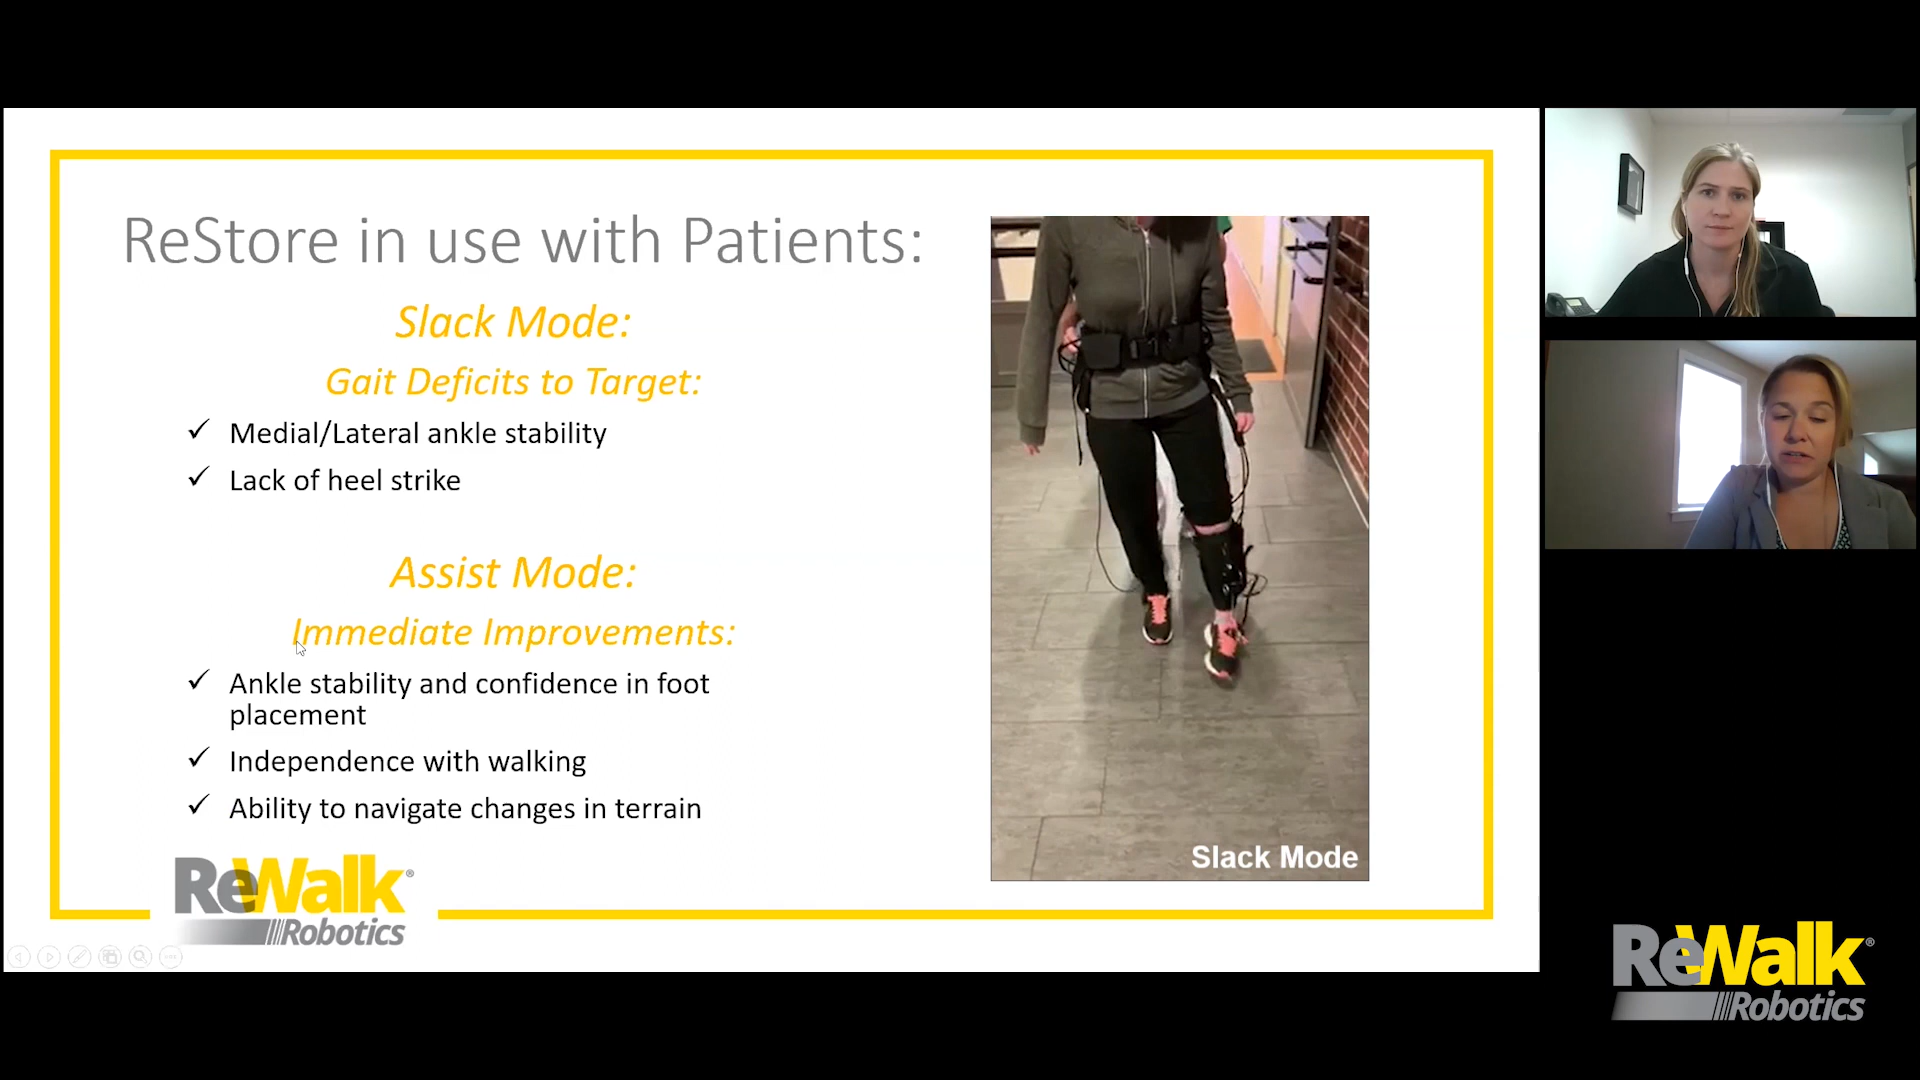 ReStore in use with Patients:
Slack Mode:
Gait Deficits to Target:
Medial/Lateral ankle stability
Lack of heel strike
Assist Mode:
Immediate Improvements:
Ankle stability and confidence in foot
placement
Independence with walking
Ability to navigate changes in terrain
ReWalk®
Robotics
Slack Mode
ReWalk®
Robotics